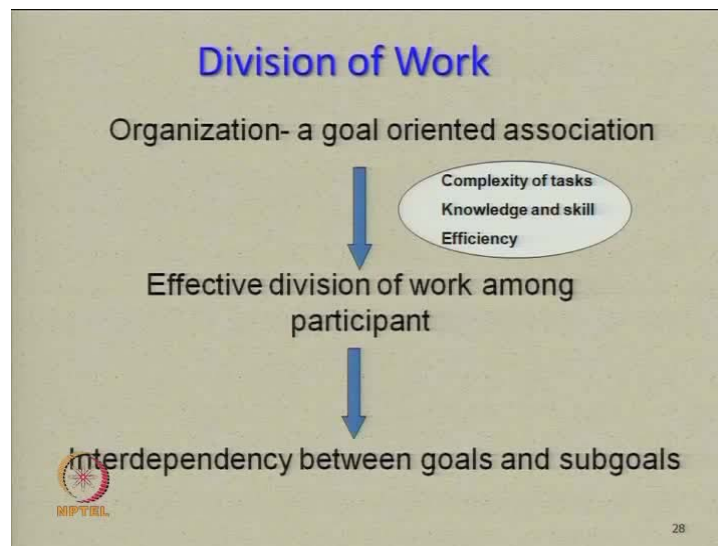 Division of Work
Organization- a goal oriented association
Complexity of tasks
Knowledge and skill
Efficiency
Effective division of work among
participant
Interdependency between goals and subgoals
NPTEL
28